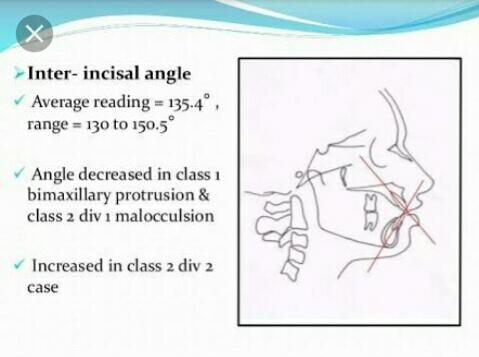 Inter- incisal angle
Average reading = 135.4°,
range = 130 to 150.5°
Angle decreased in class 1
bimaxillary protrusion &
class 2 div 1 malocculsion
Increased in class 2 div 2
case